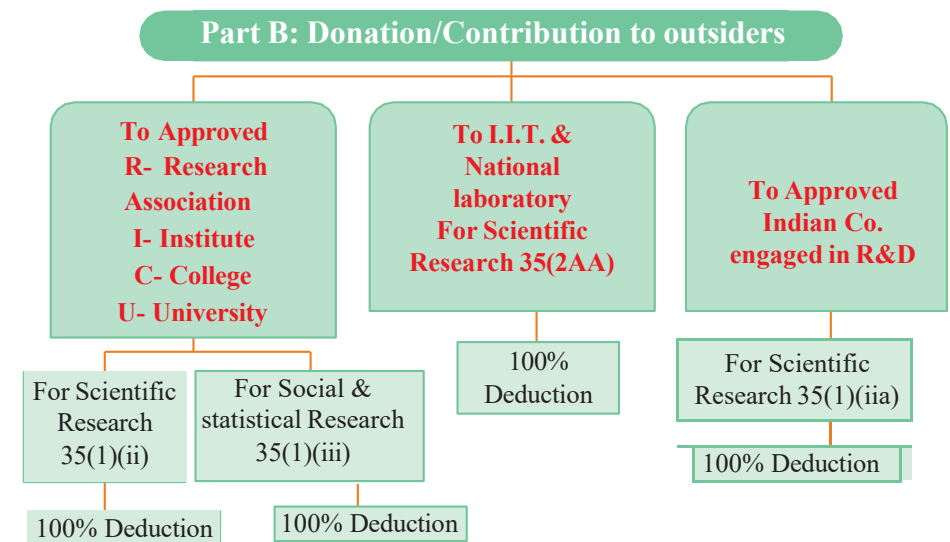 Part B: Donation/Contribution to outsiders
To Approved
R- Research
Association
I- Institute
C- College
U- University
To I.I.T. &
National
laboratory
For Scientific
Research 35(2AA)
To Approved
Indian Co.
engaged in R&D
For Scientific
Research
35(1)(ii)
For Social &
statistical Research
35(1)(iii)
100%
Deduction
For Scientific
Research 35(1)(iia)
100% Deduction
100% Deduction
100% Deduction